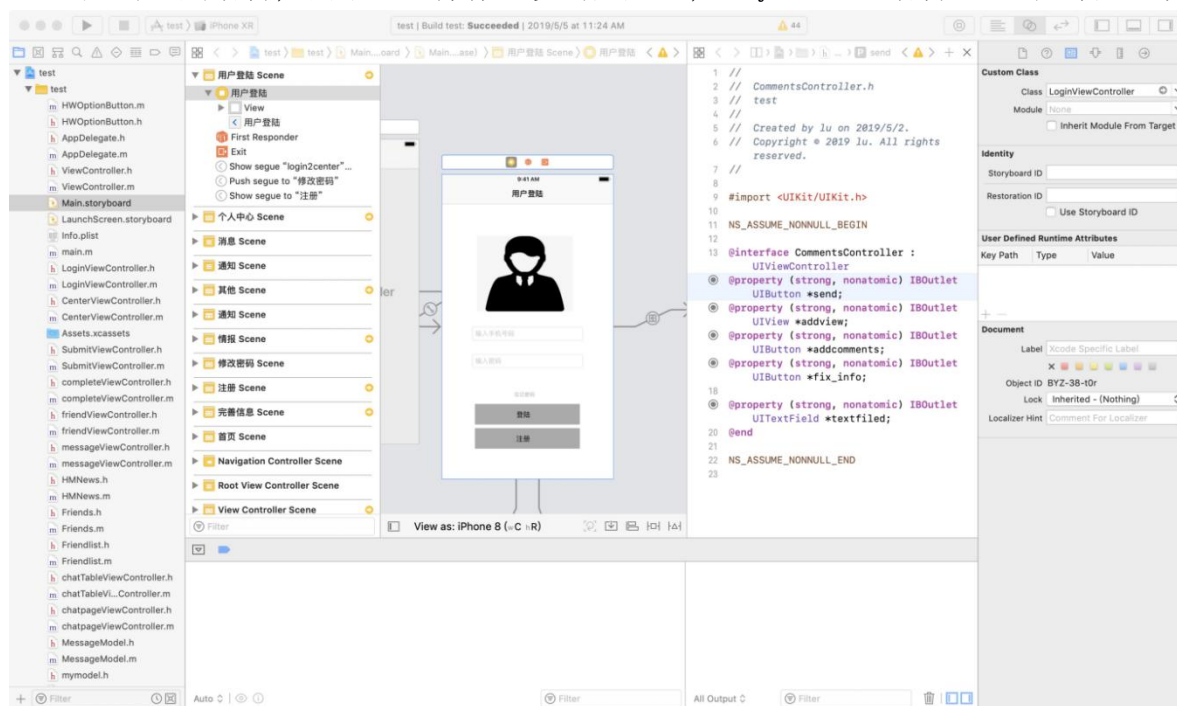 test
iPhone XR
test | Build test: Succeeded | 2019/5/5 at 11:24 AM
44
test
test
HWOptionButton.m
HWOptionButton.h
AppDelegate.h
AppDelegate.m
ViewController.h
ViewController.m
Main.storyboard
LaunchScreen.storyboard
Info.plist
main.m
LoginViewController.h
LoginViewController.m
CenterViewController.h
CenterViewController.m
Assets.xcassets
SubmitViewController.h
SubmitViewController.m
completeViewController.h
completeViewController.m
friendViewController.h
friendViewController.m
messageViewController.h
messageViewController.m
HMNews.h
HMNews.m
Friends.h
Friends.m
Friendlist.h
Friendlist.m
chatTableViewController.h
chatTableVi...Controller.m
chatpageViewController.h
chatpageViewController.m
MessageModel.h
MessageModel.m
mymodel.h
Filter
test
test
Main....oard
Main....ase)
用户登陆 Scene
用户登陆
用户登陆 Scene
用户登陆
View
用户登陆
First Responder
Exit
Show segue "login2center"...
Push segue to "修改密码"
Show segue to "注册"
个人中心 Scene
消息 Scene
通知 Scene
其他 Scene
通知 Scene
情报 Scene
修改密码 Scene
注册 Scene
完善信息 Scene
首页 Scene
Navigation Controller Scene
Root View Controller Scene
View Controller Scene
Filter
ller
9:41 AM
用户登陆
输入手机号码
输入密码
登陆
注册
View as: iPhone 8 (wC hR)
send
1 //
2 // CommentsController.h
3 // test
4 //
5 // Created by lu on 2019/5/2.
6 // Copyright © 2019 lu. All rights
reserved.
7 //
8
9 #import <UIKit/UIKit.h>
10
11 NS_ASSUME_NONNULL_BEGIN
12
13 @interface CommentsController :
UIViewController
@property (strong, nonatomic) IBOutlet
UIButton *send;
@property (strong, nonatomic) IBOutlet
UIView *addview;
@property (strong, nonatomic) IBOutlet
UIButton *addcomments;
@property (strong, nonatomic) IBOutlet
UIButton *fix_info;
18
@property (strong, nonatomic) IBOutlet
UITextField *textfiled;
20 @end
21
22 NS_ASSUME_NONNULL_END
23
Custom Class
Class LoginViewController
Module None
Inherit Module From Target
Identity
Storyboard ID
Restoration ID
Use Storyboard ID
User Defined Runtime Attributes
Key Path Type Value
Document
Label Xcode Specific Label
Object ID BYZ-38-t0r
Lock Inherited - (Nothing)
Localizer Hint Comment For Localizer
Auto
Filter
All Output
Filter